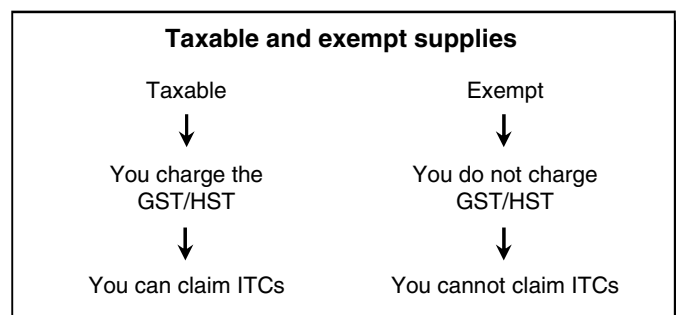 Taxable and exempt supplies
Taxable
Exempt
You charge the
GST/HST
You do not charge
GST/HST
You can claim ITCs
You cannot claim ITCs